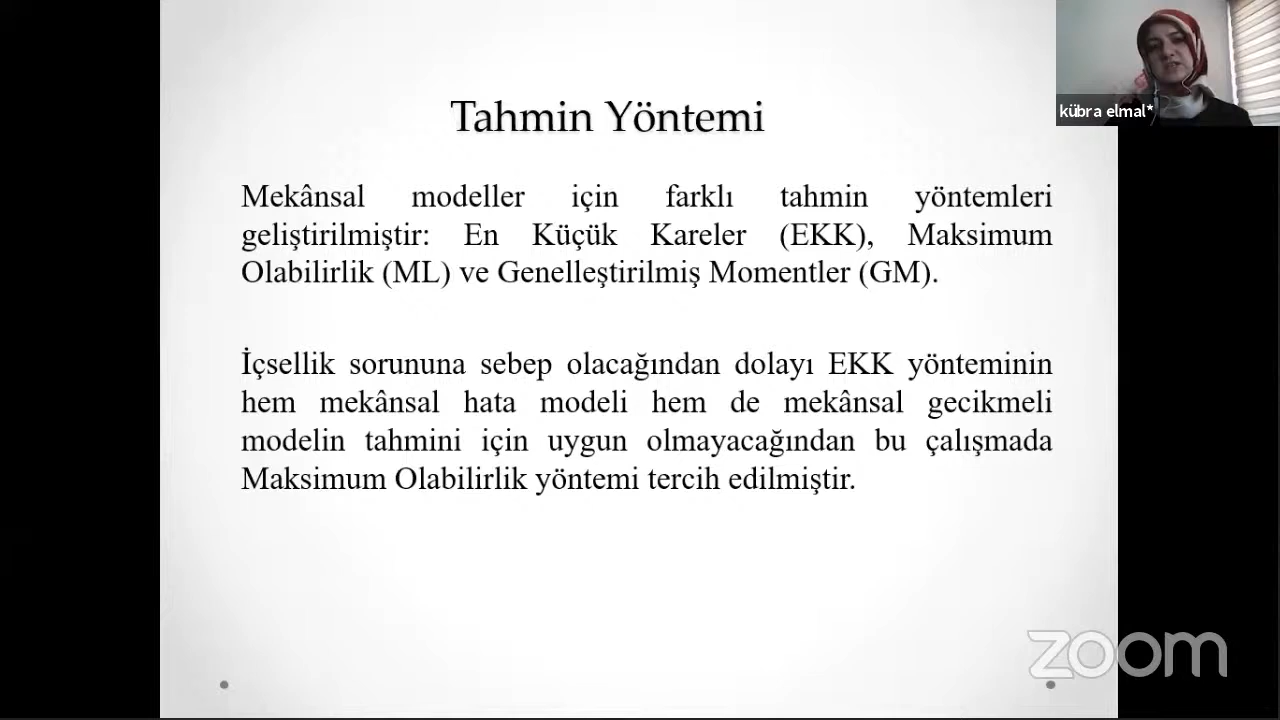 Tahmin Yöntemi
kübra elmal*
Mekânsal modeller için farklı tahmin yöntemleri
geliştirilmiştir: En Küçük Kareler (EKK), Maksimum
Olabilirlik (ML) ve Genelleştirilmiş Momentler (GM).
İçsellik sorununa sebep olacağından dolayı EKK yönteminin
hem mekânsal hata modeli hem de mekânsal gecikmeli
modelin tahmini için uygun olmayacağından bu çalışmada
Maksimum Olabilirlik yöntemi tercih edilmiştir.
zoom